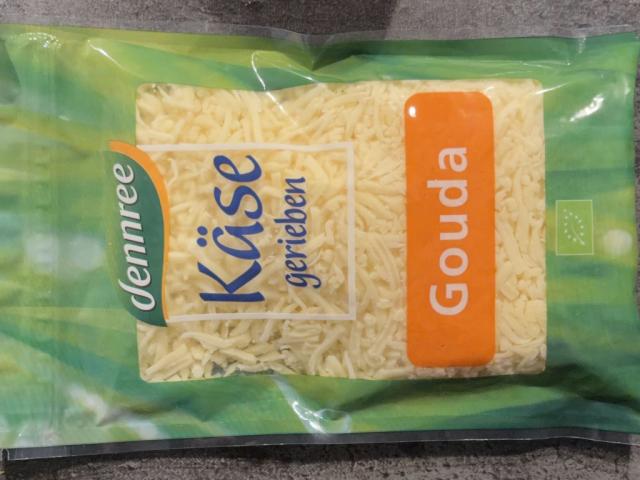 dennree
Käse
gerieben
Gouda